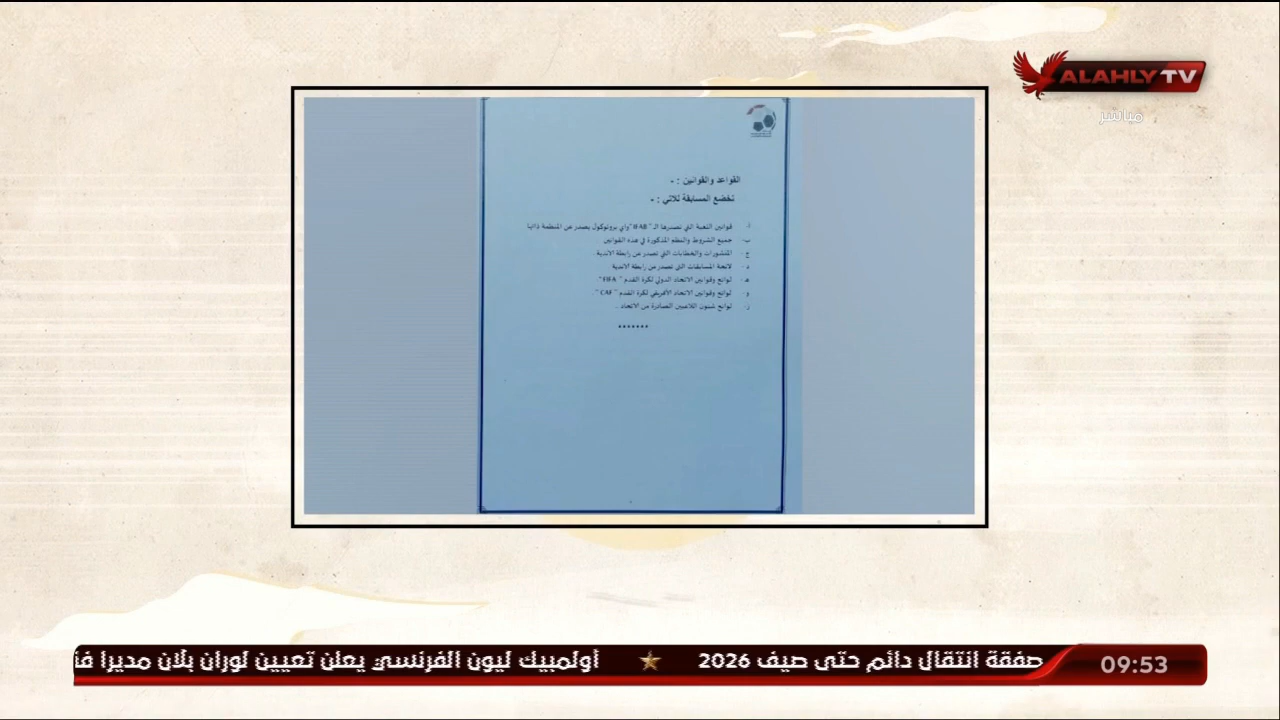 ALAHLY TV
مباشر
القواعد والقوانين : -
تخضع المسابقة للآتي : -
أ- قوانين اللعبة التي تصدرها الـ "IFAB" وأي بروتوكول يصدر عن المنظمة ذاتها
ب- جميع الشروط والنظم المذكورة في هذه القوانين
ج- المنشورات والخطابات التي تصدر عن رابطة الأندية .
د- لائحة المسابقات التي تصدر من رابطة الأندية
هـ- لوائح وقوانين الاتحاد الدولي لكرة القدم "FIFA"
و- لوائح وقوانين الاتحاد الأفريقي لكرة القدم "CAF"
ز- لوائح شئون اللاعبين الصادرة من الاتحاد .
*******
09:53
صفقة انتقال دائم حتى صيف 2026 ★ أولمبيك ليون الفرنسي يعلن تعيين لوران بلان مديرا